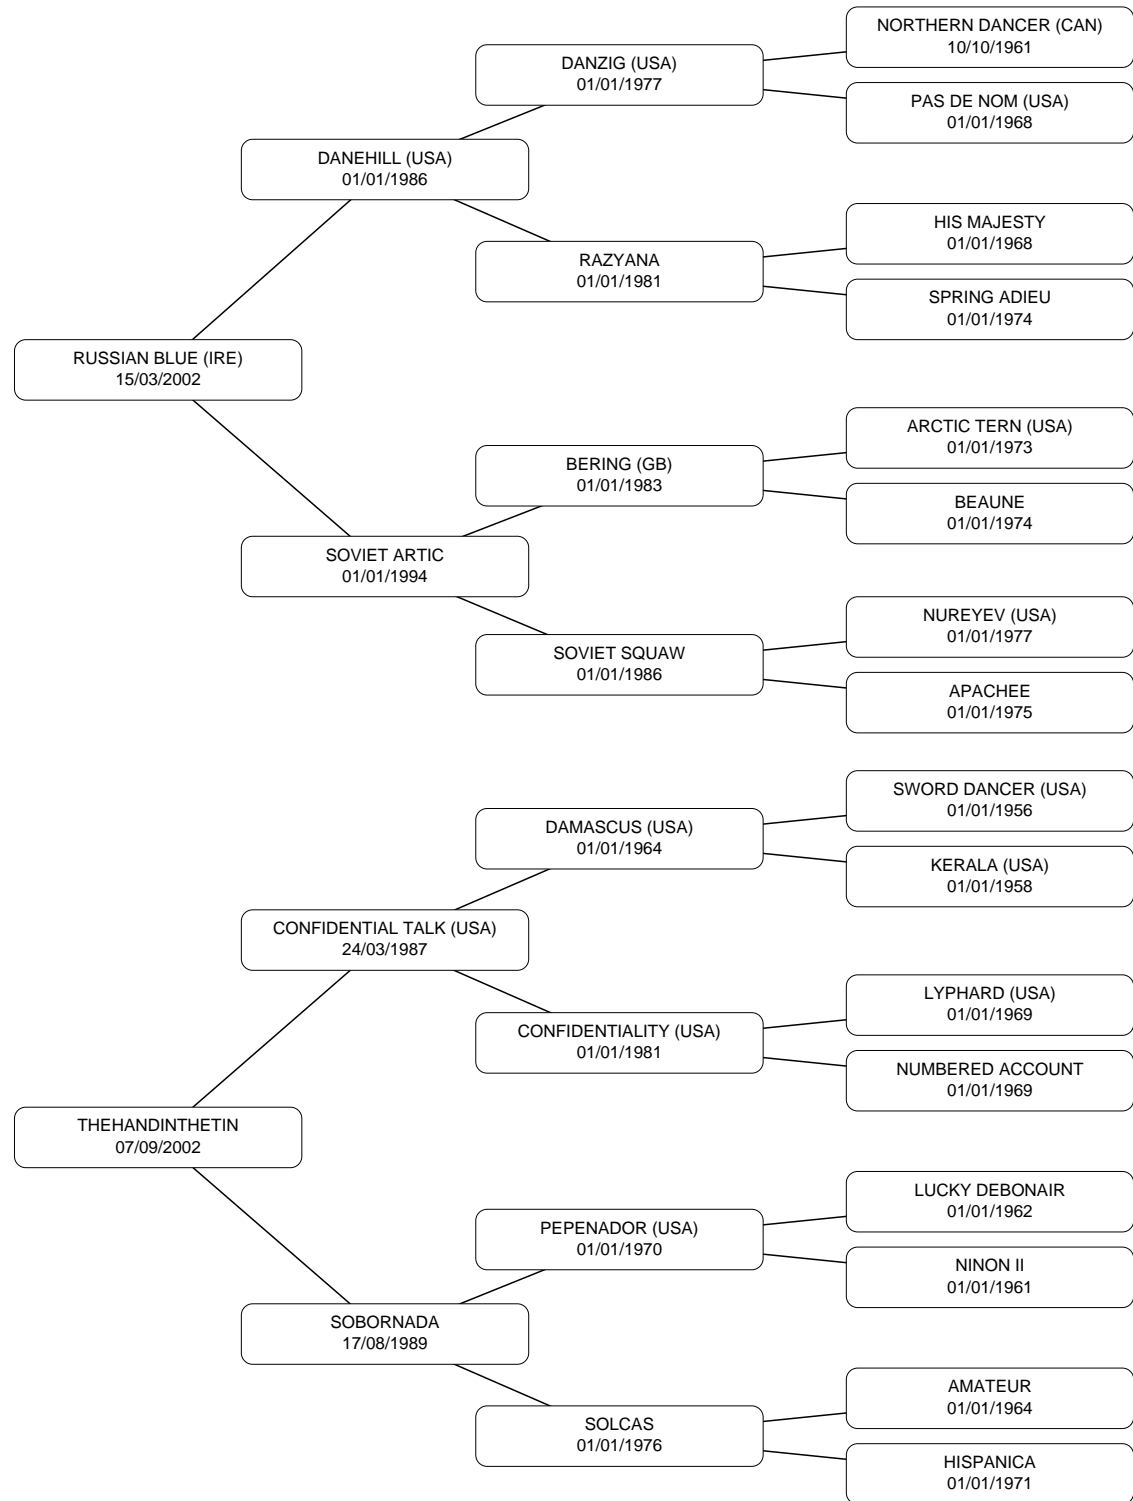 NORTHERN DANCER (CAN)
10/10/1961
DANZIG (USA)
01/01/1977
PAS DE NOM (USA)
01/01/1968
DANEHILL (USA)
01/01/1986
HIS MAJESTY
01/01/1968
RAZYANA
01/01/1981
SPRING ADIEU
01/01/1974
RUSSIAN BLUE (IRE)
15/03/2002
ARCTIC TERN (USA)
01/01/1973
BERING (GB)
01/01/1983
BEAUNE
01/01/1974
SOVIET ARTIC
01/01/1994
NUREYEV (USA)
01/01/1977
SOVIET SQUAW
01/01/1986
APACHEE
01/01/1975
SWORD DANCER (USA)
01/01/1956
DAMASCUS (USA)
01/01/1964
KERALA (USA)
01/01/1958
CONFIDENTIAL TALK (USA)
24/03/1987
LYPHARD (USA)
01/01/1969
CONFIDENTIALITY (USA)
01/01/1981
NUMBERED ACCOUNT
01/01/1969
THEHANDINTHETIN
07/09/2002
LUCKY DEBONAIR
01/01/1962
PEPENADOR (USA)
01/01/1970
NINON II
01/01/1961
SOBORNADA
17/08/1989
AMATEUR
01/01/1964
SOLCAS
01/01/1976
HISPANICA
01/01/1971